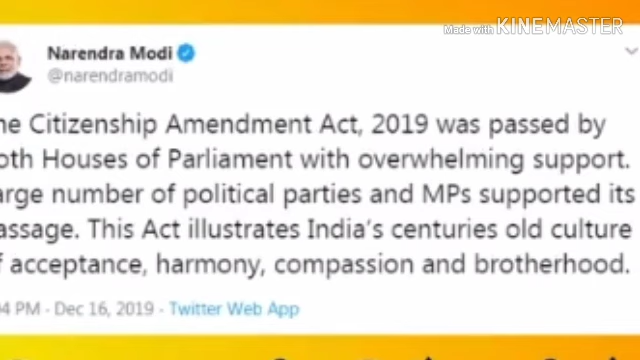 Made with KINEMASTER
Narendra Modi
@narendramodi
he Citizenship Amendment Act, 2019 was passed by
oth Houses of Parliament with overwhelming support.
arge number of political parties and MPs supported its
assage. This Act illustrates India's centuries old culture
f acceptance, harmony, compassion and brotherhood.
04 PM - Dec 16, 2019 - Twitter Web App